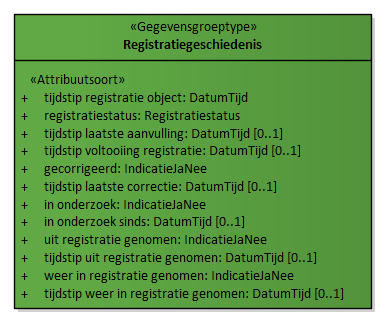 «Gegevensgroeptype»
Registratiegeschiedenis
«Attribuutsoort»
+ tijdstip registratie object: DatumTijd
+ registratiestatus: Registratiestatus
+ tijdstip laatste aanvulling: DatumTijd [0..1]
+ tijdstip voltooiing registratie: DatumTijd [0..1]
+ gecorrigeerd: IndicatieJaNee
+ tijdstip laatste correctie: DatumTijd [0..1]
+ in onderzoek: IndicatieJaNee
+ in onderzoek sinds: DatumTijd [0..1]
+ uit registratie genomen: IndicatieJaNee
+ tijdstip uit registratie genomen: DatumTijd [0..1]
+ weer in registratie genomen: IndicatieJaNee
+ tijdstip weer in registratie genomen: DatumTijd [0..1]